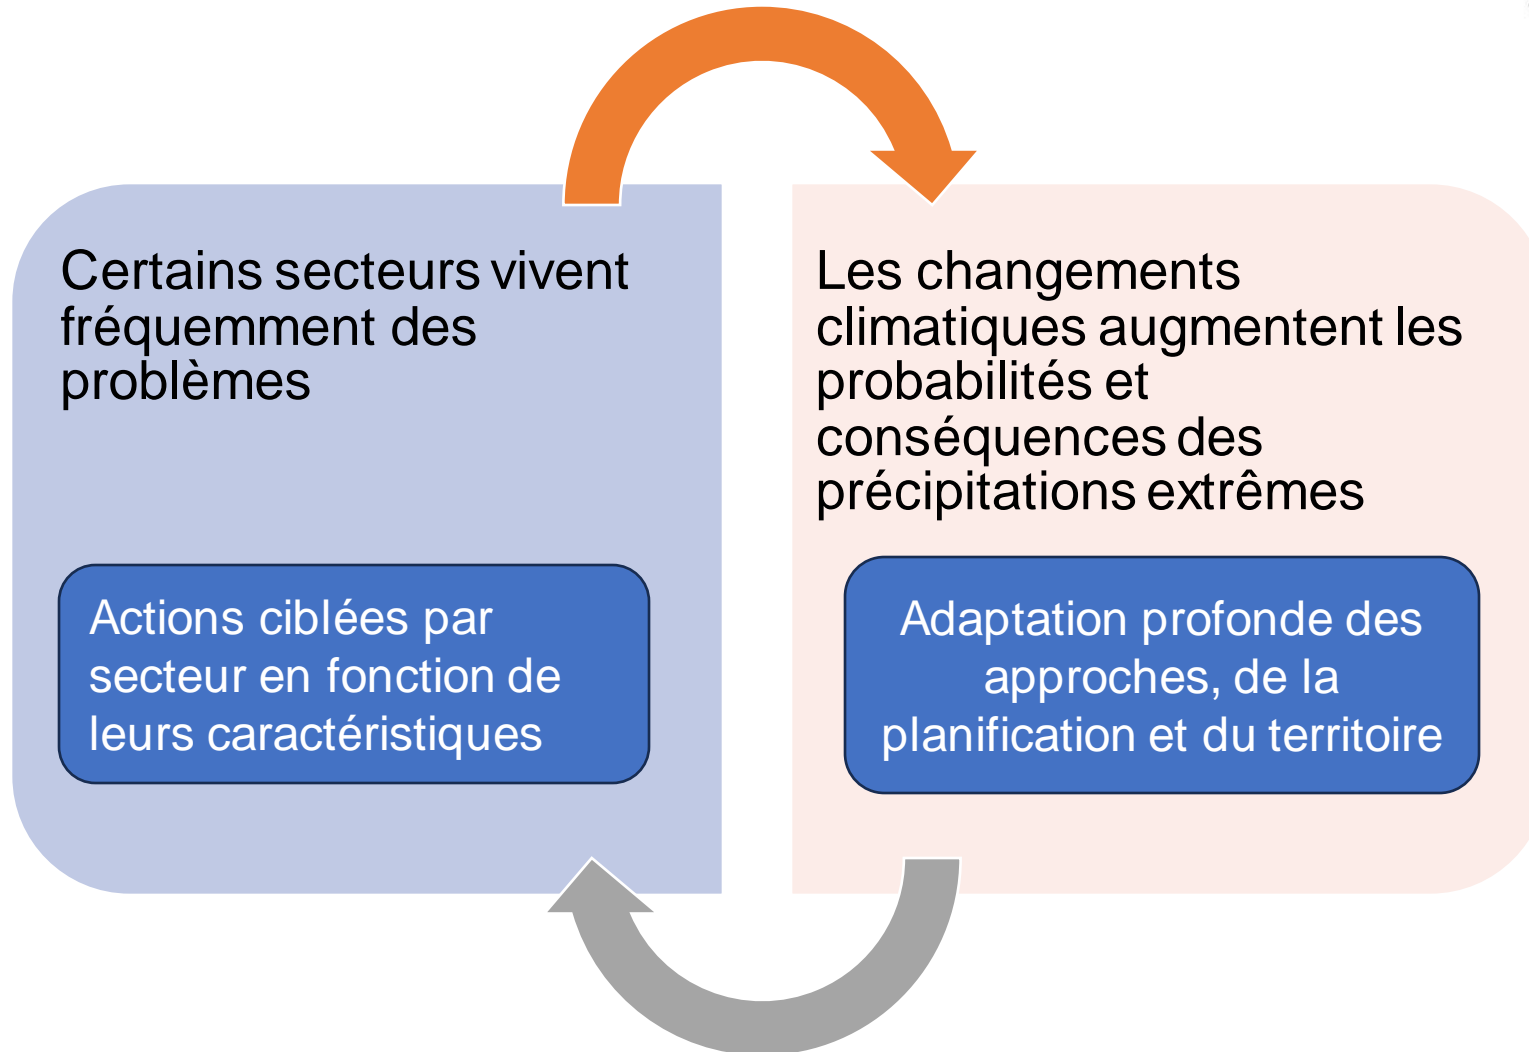 Certains secteurs vivent
fréquemment des
problèmes
Actions ciblées par
secteur en fonction de
leurs caractéristiques
Les changements
climatiques augmentent les
probabilités et
conséquences des
précipitations extrêmes
Adaptation profonde des
approches, de la
planification et du territoire